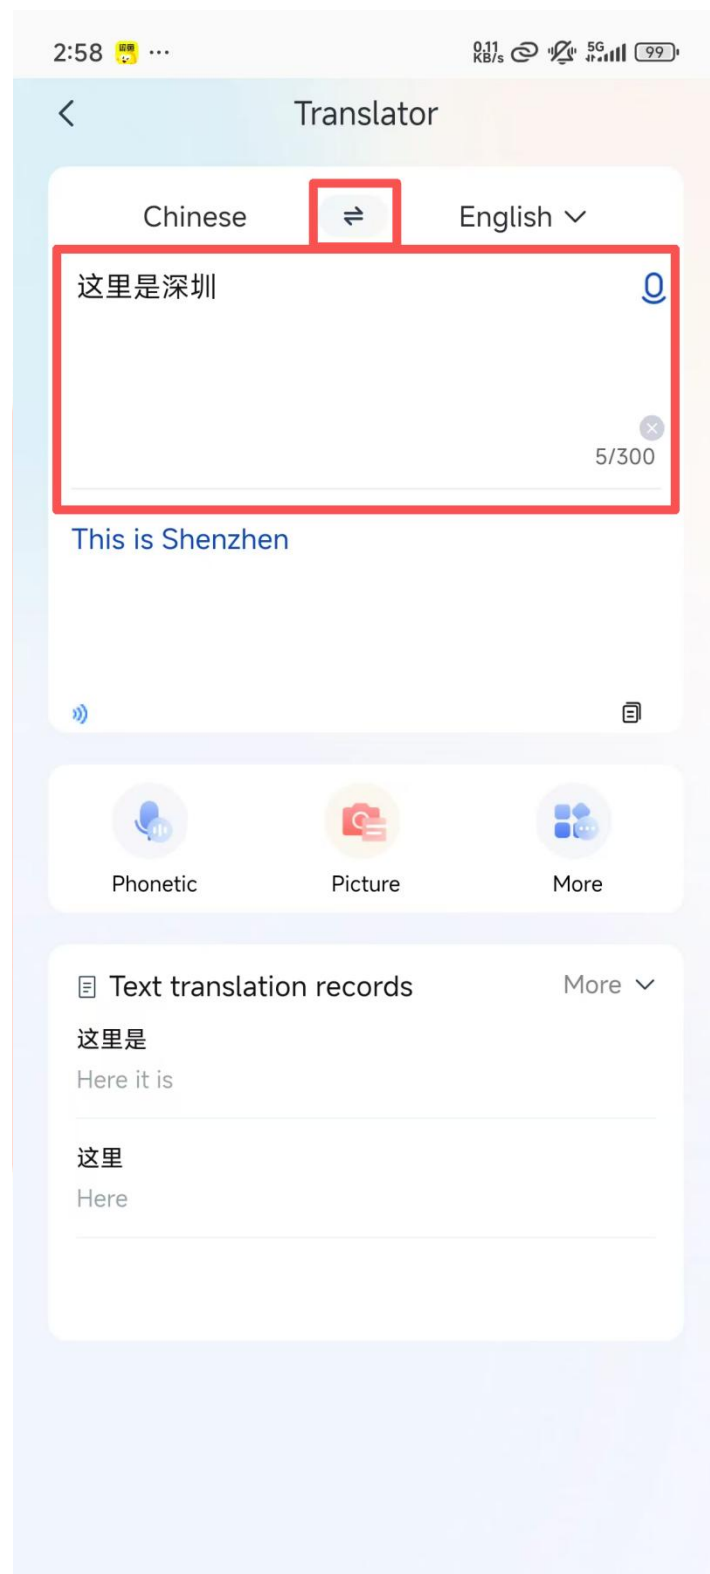 2:58
0.11 KB/s 5G 99
Translator
Chinese English
这里是深圳
5/300
This is Shenzhen
Phonetic Picture More
Text translation records More
这里是
Here it is
这里
Here